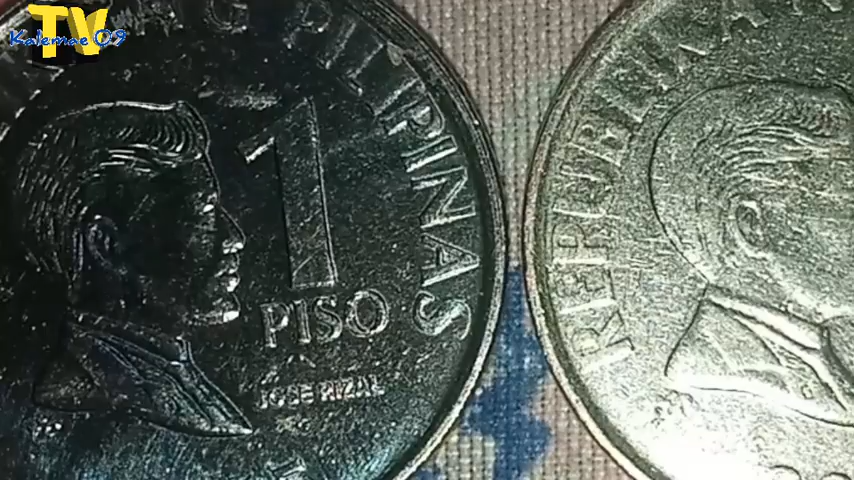 TV
Kalemae 09
PILIPINAS
1
PISO
JOSE RIZAL
REPUBLIKA